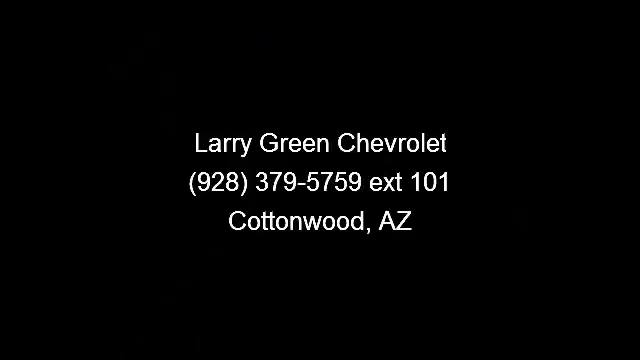 Larry Green Chevrolet
(928) 379-5759 ext 101
Cottonwood, AZ